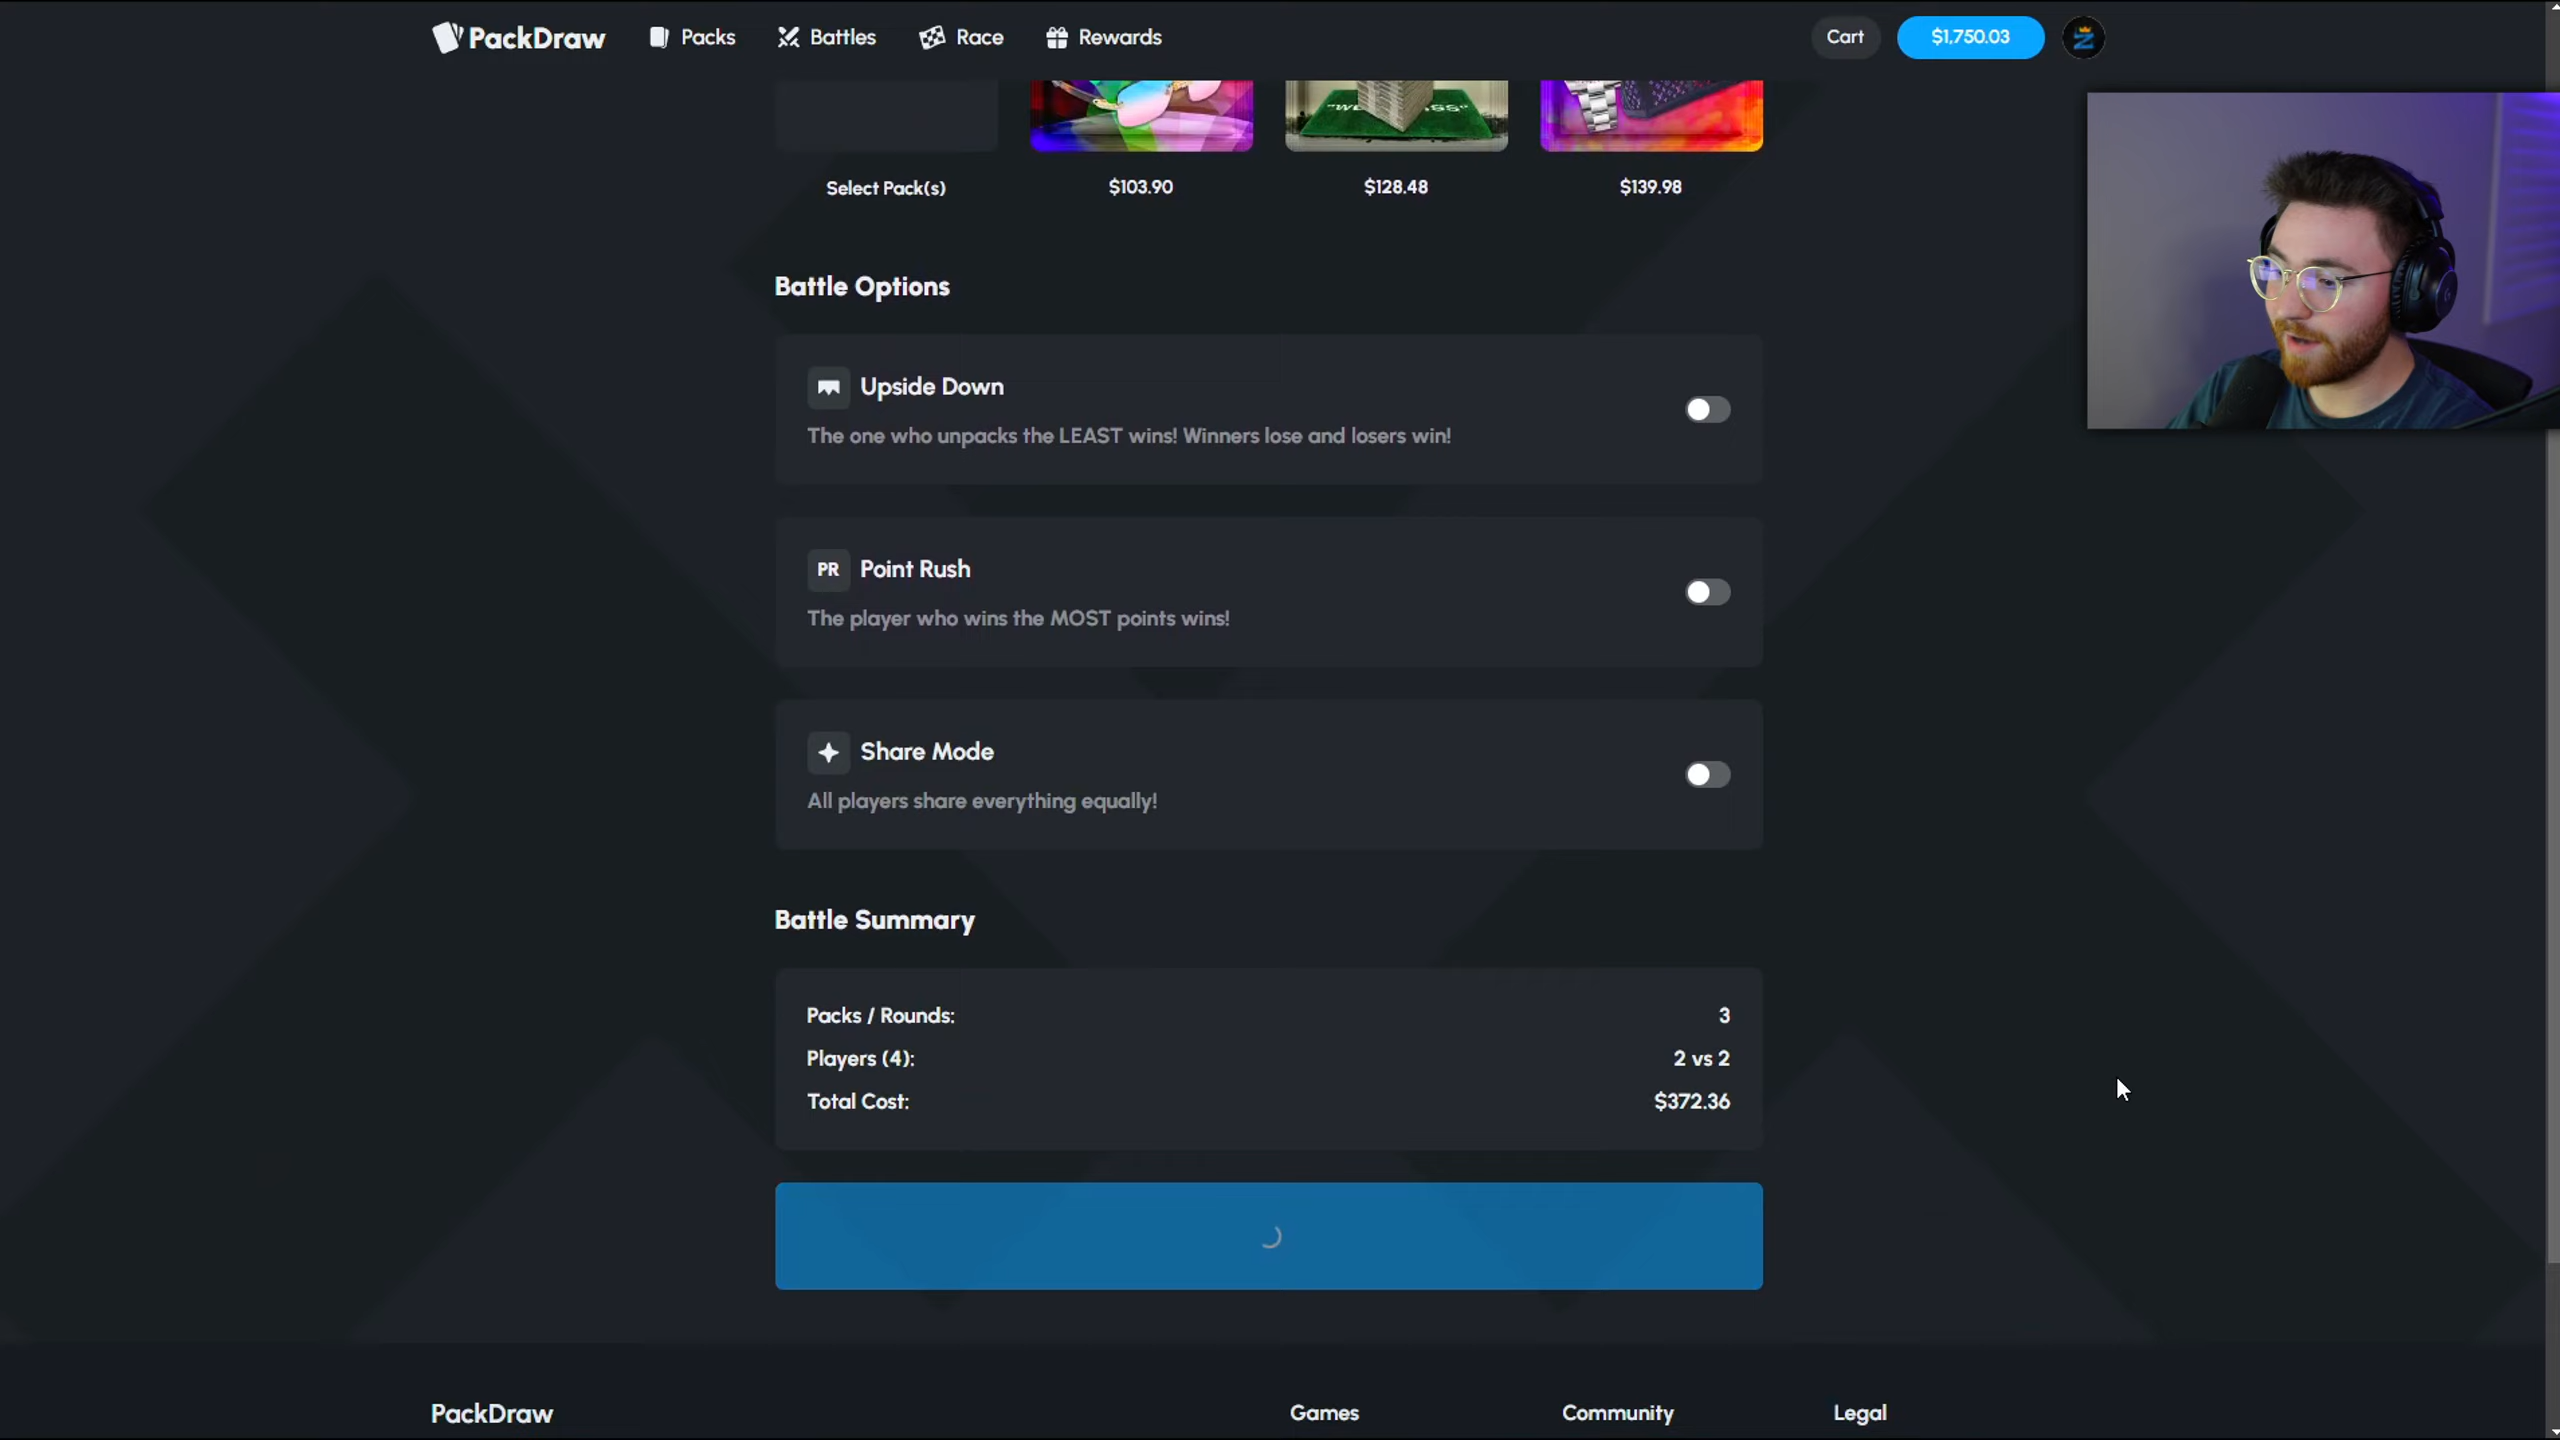 PackDraw Packs Battles Race Rewards Cart $1,750.03
Select Pack(s) $103.90 $128.48 $139.98
Battle Options
Upside Down
The one who unpacks the LEAST wins! Winners lose and losers win!
PR Point Rush
The player who wins the MOST points wins!
Share Mode
All players share everything equally!
Battle Summary
Packs / Rounds: 3
Players (4): 2 vs 2
Total Cost: $372.36
PackDraw Games Community Legal